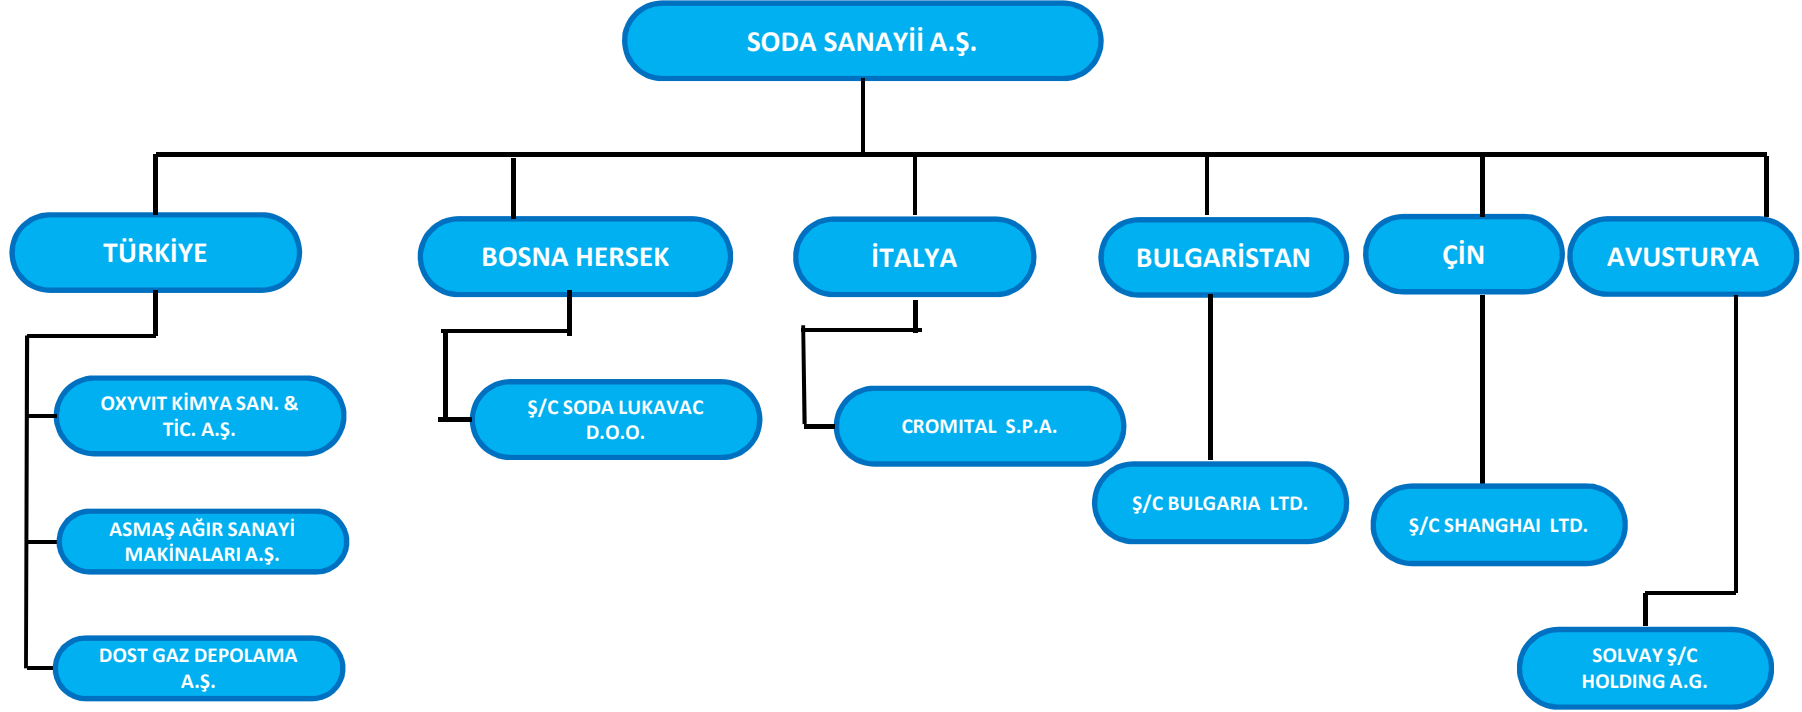 SODA SANAYİİ A.Ş.
TÜRKİYE
BOSNA HERSEK
İTALYA
BULGARİSTAN
ÇİN
AVUSTURYA
OXYVIT KİMYA SAN. &
TİC. A.Ş.
Ş/C SODA LUKAVAC
D.O.O.
CROMITAL S.P.A.
Ş/C BULGARIA LTD.
Ş/C SHANGHAI LTD.
ASMAŞ AĞIR SANAYİ
MAKİNALARI A.Ş.
DOST GAZ DEPOLAMA
A.Ş.
SOLVAY Ş/C
HOLDING A.G.